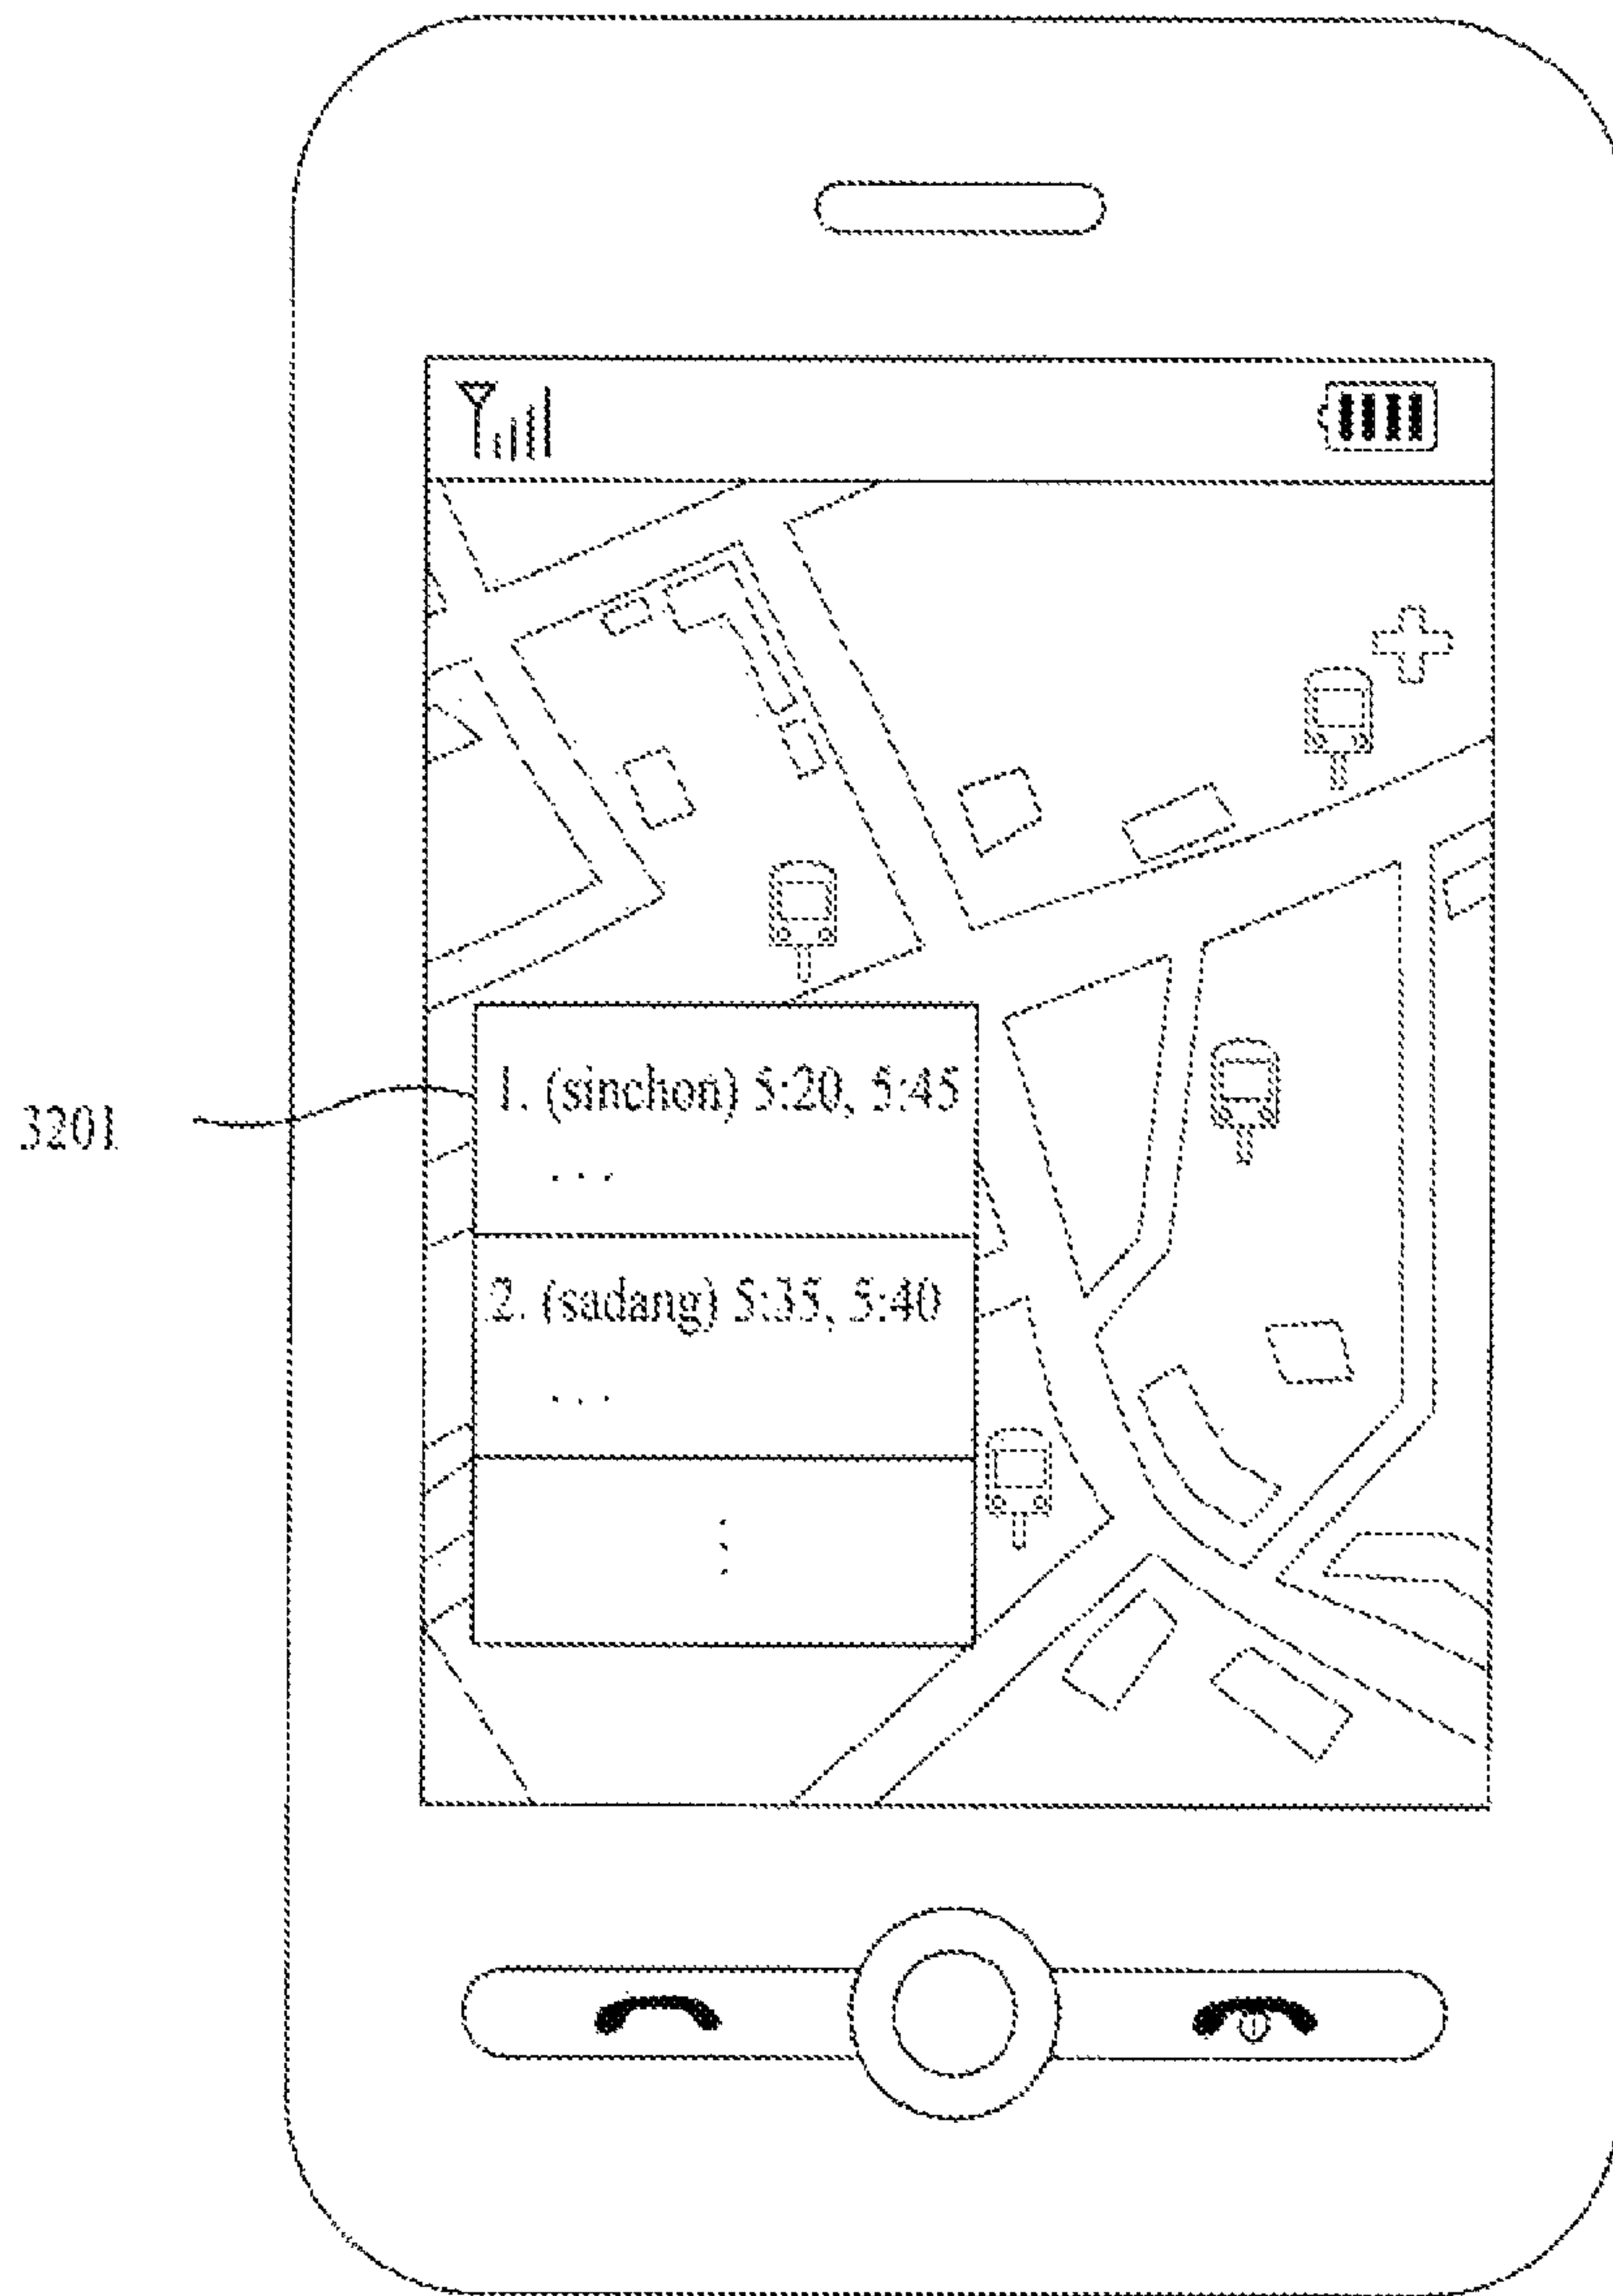 3201
1. (sinchon) 5:20, 5:45
...
2. (sadang) 5:35, 5:40
...